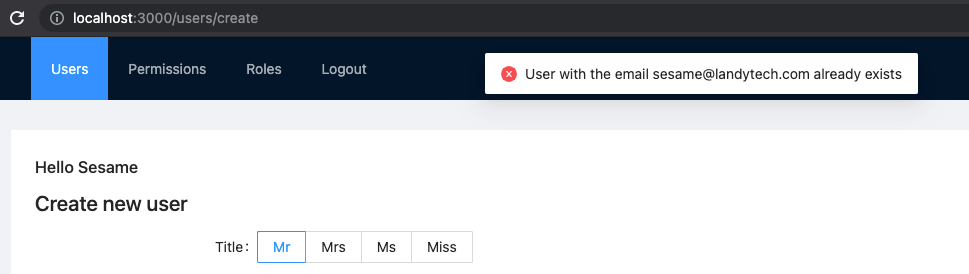 localhost:3000/users/create
Users Permissions Roles Logout
User with the email sesame@landytech.com already exists
Hello Sesame
Create new user
Title: Mr Mrs Ms Miss